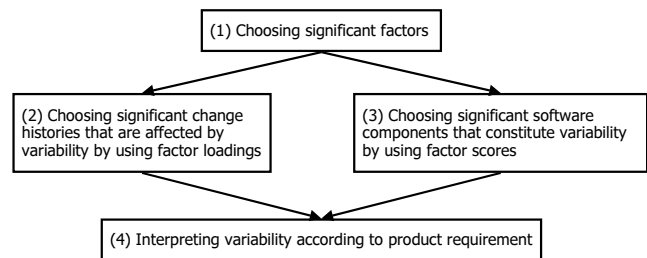 (1) Choosing significant factors
(2) Choosing significant change
histories that are affected by
variability by using factor loadings
(3) Choosing significant software
components that constitute variability
by using factor scores
(4) Interpreting variability according to product requirement